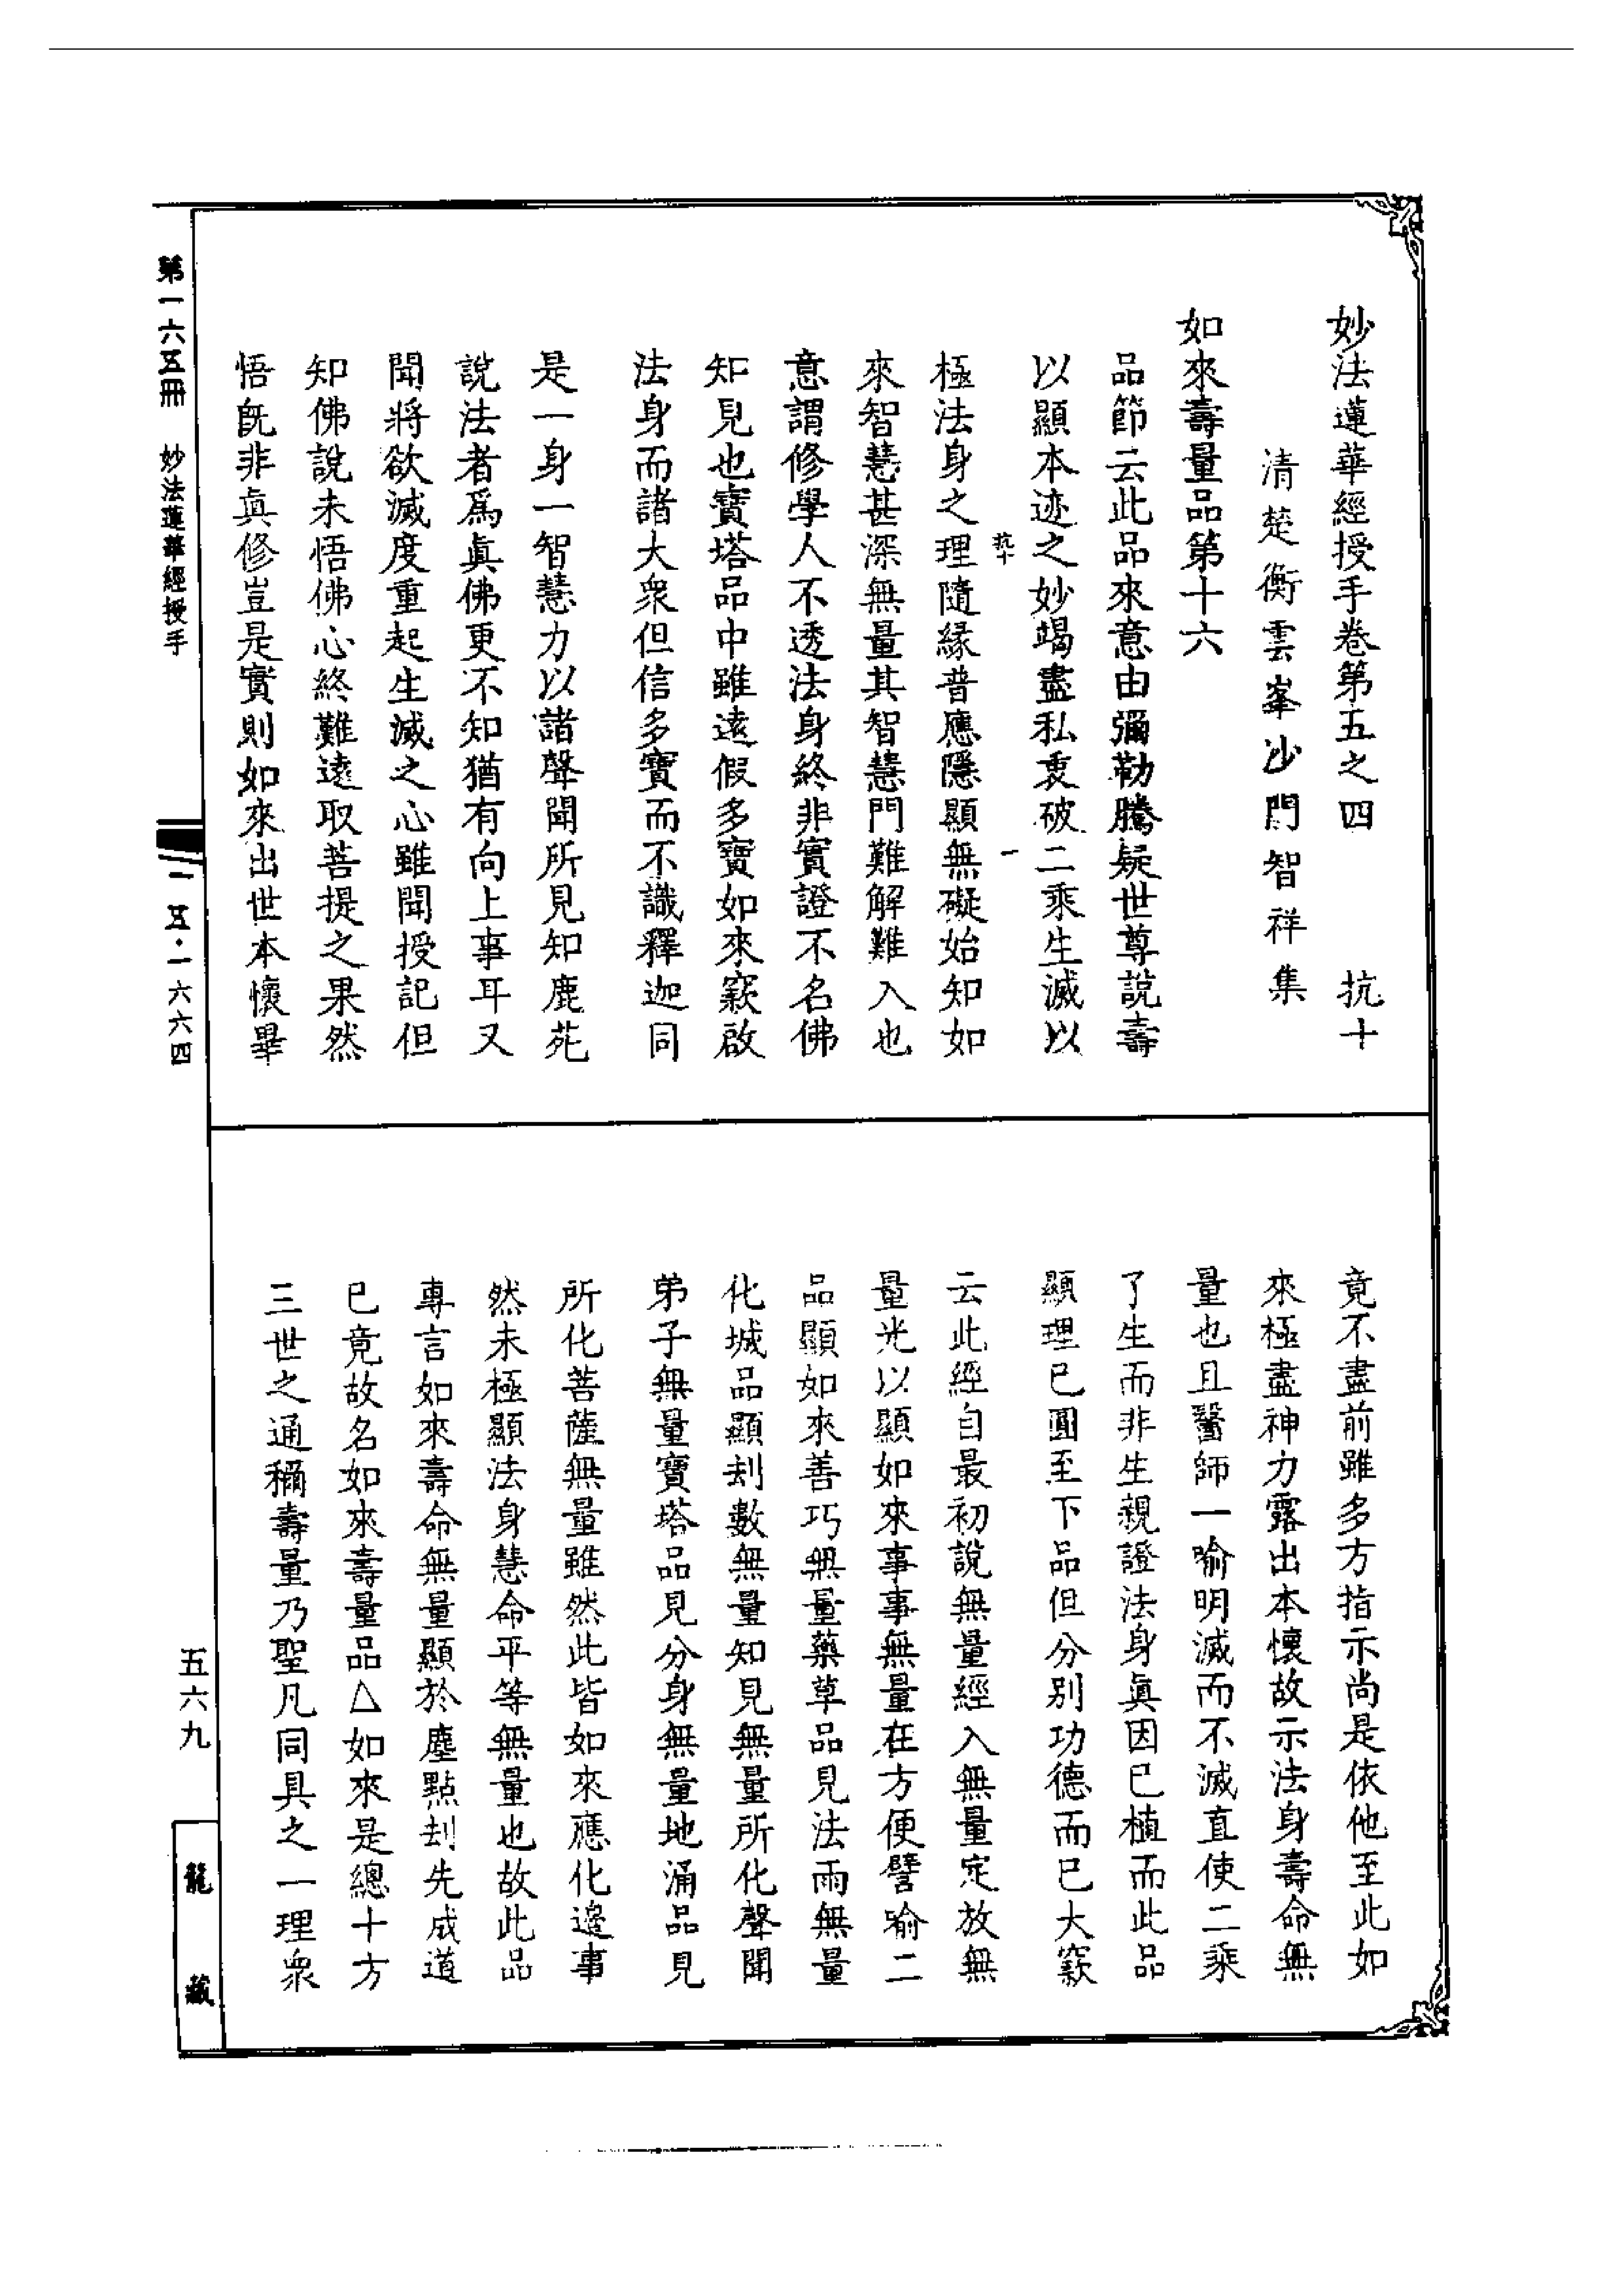 妙法蓮華經授手卷第五之四　抗十
清楚衡雲峯沙門智祥集
如來壽量品第十六
品節云此品來意由彌勒騰疑世尊說壽
以顯本迹之妙竭盡私衷破二乘生滅以
極法身之理隨緣普應隱顯無礙始知如
來智慧甚深無量其智慧門難解難入也
意謂修學人不透法身終非實證不名佛
知見也寶塔品中雖遠假多寶如來竅啟
法身而諸大衆但信多寶而不識釋迦同
是一身一智慧力以諸聲聞所見知鹿苑
說法者爲眞佛更不知猶有向上事耳又
聞將欲滅度重起生滅之心雖聞授記但
知佛說未悟佛心終難遠取菩提之果然
悟旣非眞修豈是實則如來出世本懷畢
抗十
一
竟不盡前雖多方指示尚是依他至此如
來極盡神力露出本懷故示法身壽命無
量也且醫師一喻明滅而不滅直使二乘
了生而非生親證法身眞因已植而此品
顯理已圓至下品但分別功德而已大竅
云此經自最初說無量經入無量定放無
量光以顯如來事事無量在方便譬喻二
品顯如來善巧無量藥草品見法雨無量
化城品顯刦數無量知見無量所化聲聞
弟子無量寶塔品見分身無量地涌品見
所化菩薩無量雖然此皆如來應化邊事
然未極顯法身慧命平等無量也故此品
專言如來壽命無量顯於塵點刦先成道
已竟故名如來壽量品△如來是總十方
三世之通稱壽量乃聖凡同具之一理衆
第一六五冊　妙法蓮華經授手
一五·一六六四
五六九
龍藏